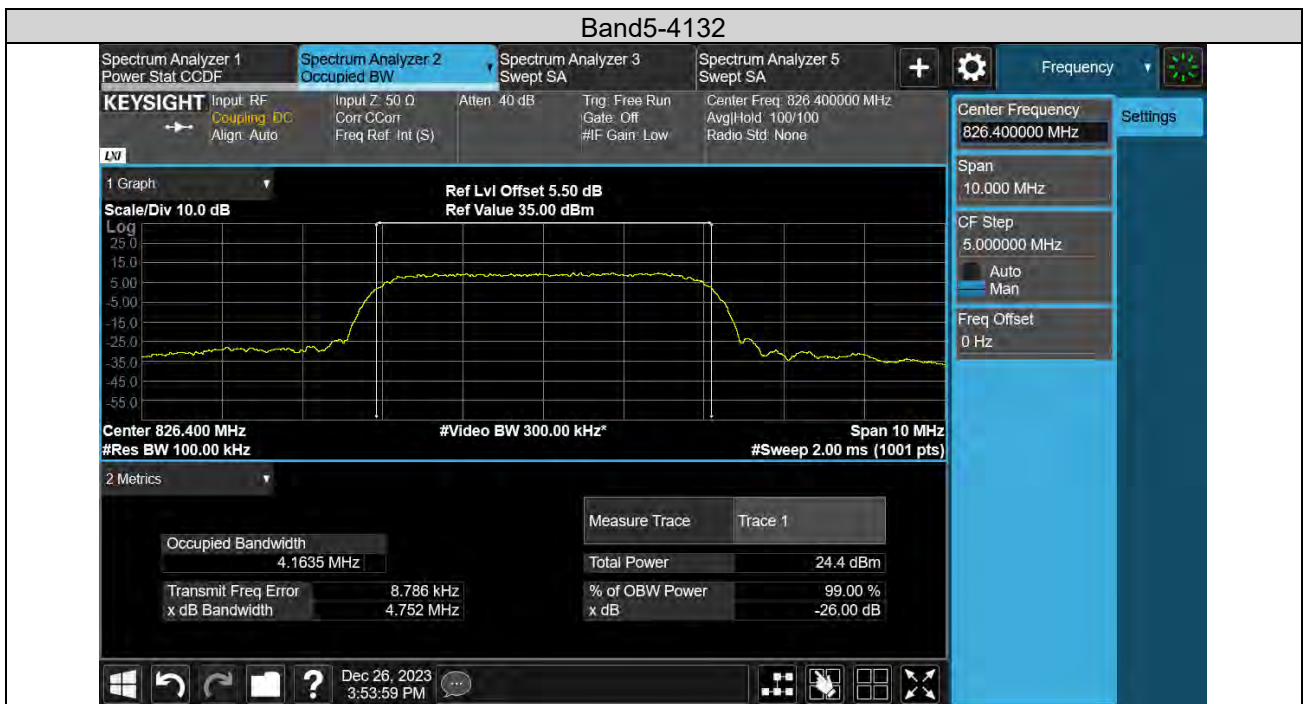 Band5-4132
Spectrum Analyzer 1
Power Stat CCDF
Spectrum Analyzer 2
Occupied BW
Spectrum Analyzer 3
Swept SA
Spectrum Analyzer 5
Swept SA
+
Frequency
KEYSIGHT
Input: RF
Coupling: DC
Align: Auto
Input Z: 50 Ω
Corr CCorr
Freq Ref: Int (S)
Atten: 40 dB
Trig: Free Run
Gate: Off
#IF Gain: Low
Center Freq: 826.400000 MHz
Avg|Hold: 100/100
Radio Std: None
LXI
Center Frequency
826.400000 MHz
Settings
Span
10.000 MHz
CF Step
5.000000 MHz
Auto
Man
Freq Offset
0 Hz
1 Graph
Ref Lvl Offset 5.50 dB
Scale/Div 10.0 dB
Ref Value 35.00 dBm
Log
25.0
15.0
5.00
-5.00
-15.0
-25.0
-35.0
-45.0
-55.0
Center 826.400 MHz
#Video BW 300.00 kHz*
Span 10 MHz
#Res BW 100.00 kHz
#Sweep 2.00 ms (1001 pts)
2 Metrics
Measure Trace
Trace 1
Occupied Bandwidth
4.1635 MHz
Total Power
24.4 dBm
Transmit Freq Error
8.786 kHz
% of OBW Power
99.00 %
x dB Bandwidth
4.752 MHz
x dB
-26.00 dB
?
Dec 26, 2023
3:53:59 PM